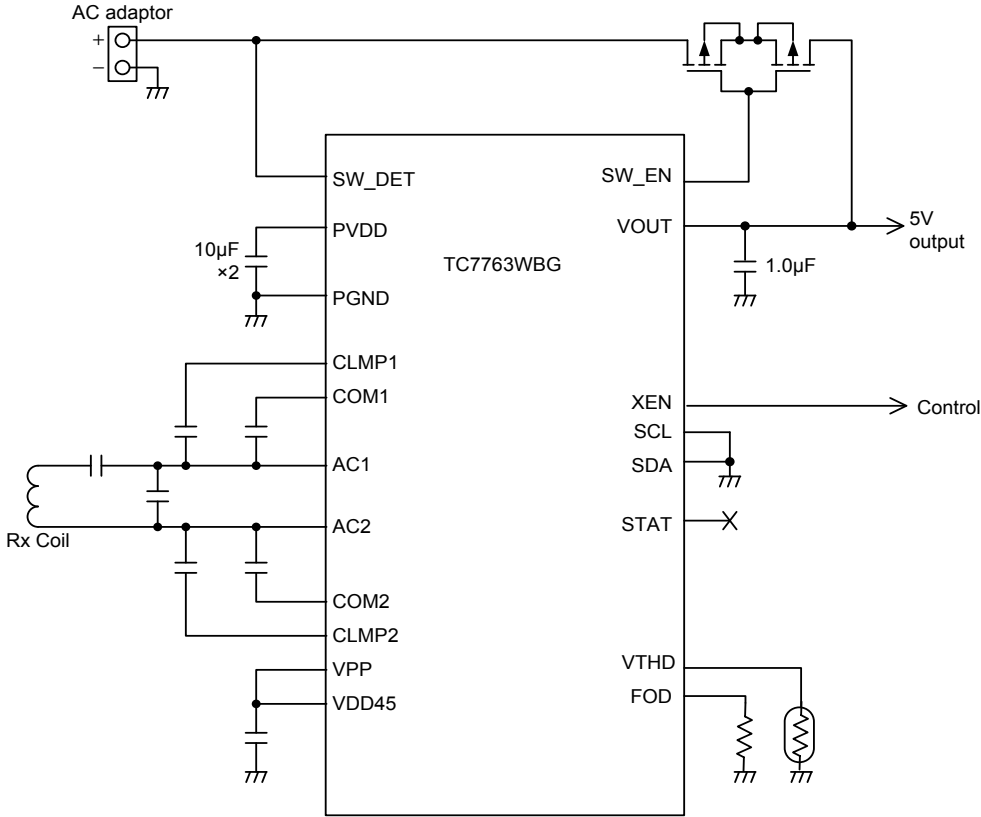 AC adaptor
+
−
SW_DET
SW_EN
PVDD
VOUT
5V
output
10µF
×2
TC7763WBG
1.0µF
PGND
CLMP1
COM1
XEN
Control
SCL
AC1
SDA
AC2
STAT
Rx Coil
COM2
CLMP2
VPP
VTHD
VDD45
FOD